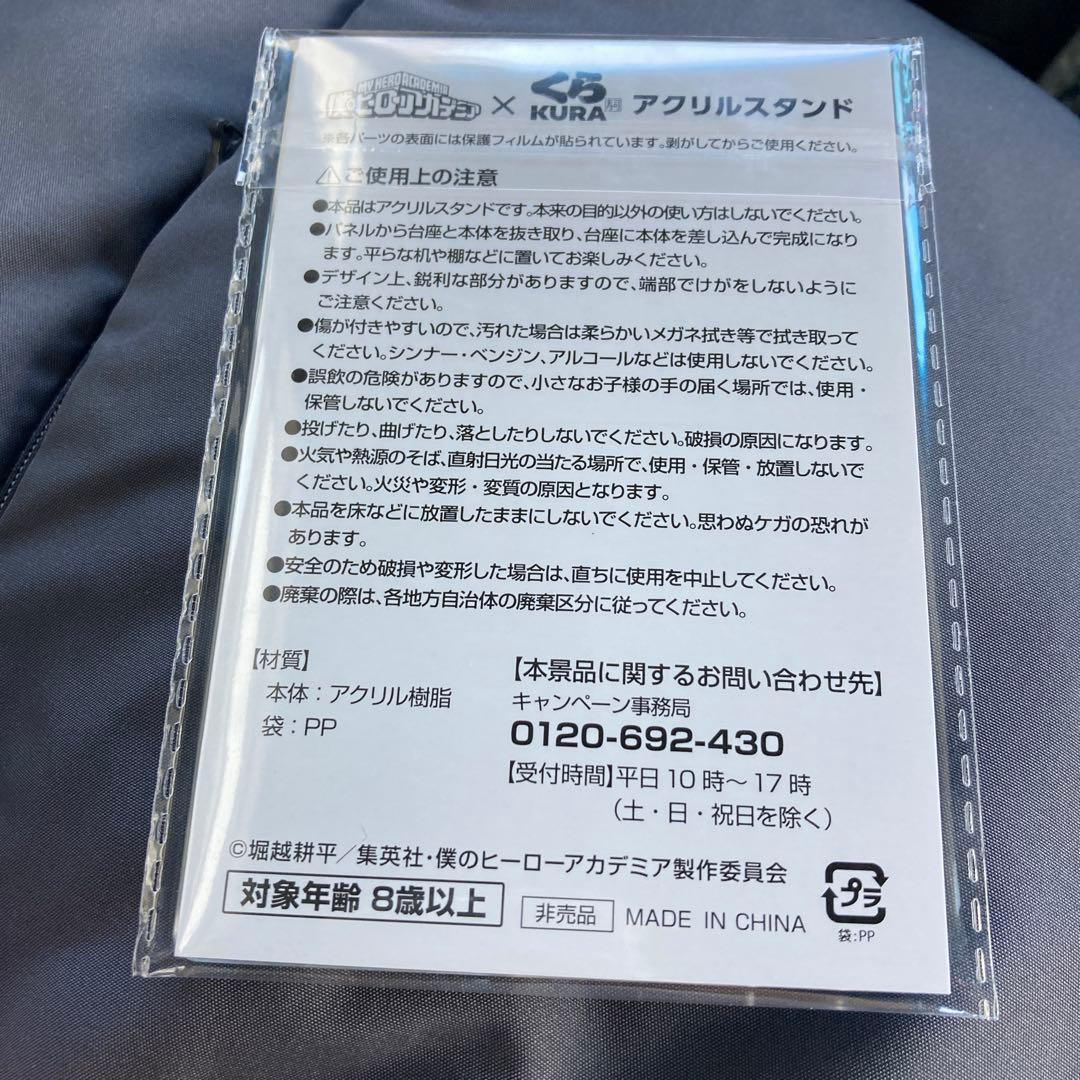 MY HERO ACADEMIA
僕のヒーローアカデミア × くら KURA アクリルスタンド
※各パーツの表面には保護フィルムが貼られています。剥がしてからご使用ください。
⚠ご使用上の注意
●本品はアクリルスタンドです。本来の目的以外の使い方はしないでください。
●パネルから台座と本体を抜き取り、台座に本体を差し込んで完成になり
ます。平らな机や棚などに置いてお楽しみください。
●デザイン上、鋭利な部分がありますので、端部でけがをしないように
ご注意ください。
●傷が付きやすいので、汚れた場合は柔らかいメガネ拭き等で拭き取って
ください。シンナー・ベンジン、アルコールなどは使用しないでください。
●誤飲の危険がありますので、小さなお子様の手の届く場所では、使用・
保管しないでください。
●投げたり、曲げたり、落としたりしないでください。破損の原因になります。
●火気や熱源のそば、直射日光の当たる場所で、使用・保管・放置しないで
ください。火災や変形・変質の原因となります。
●本品を床などに放置したままにしないでください。思わぬケガの恐れが
あります。
●安全のため破損や変形した場合は、直ちに使用を中止してください。
●廃棄の際は、各地方自治体の廃棄区分に従ってください。
【材質】
本体：アクリル樹脂
袋：PP
【本景品に関するお問い合わせ先】
キャンペーン事務局
0120-692-430
【受付時間】平日10時～17時
（土・日・祝日を除く）
©堀越耕平／集英社・僕のヒーローアカデミア製作委員会
対象年齢 8歳以上
非売品 MADE IN CHINA
プラ
袋:PP